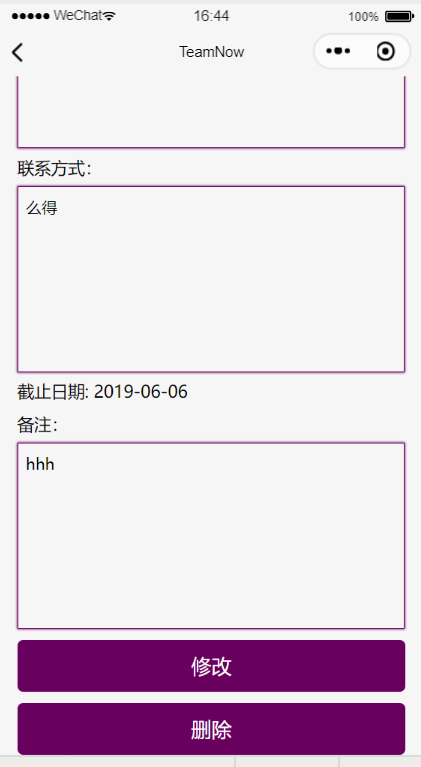 WeChat 16:44 100%
TeamNow
联系方式:
么得
截止日期: 2019-06-06
备注:
hhh
修改
删除